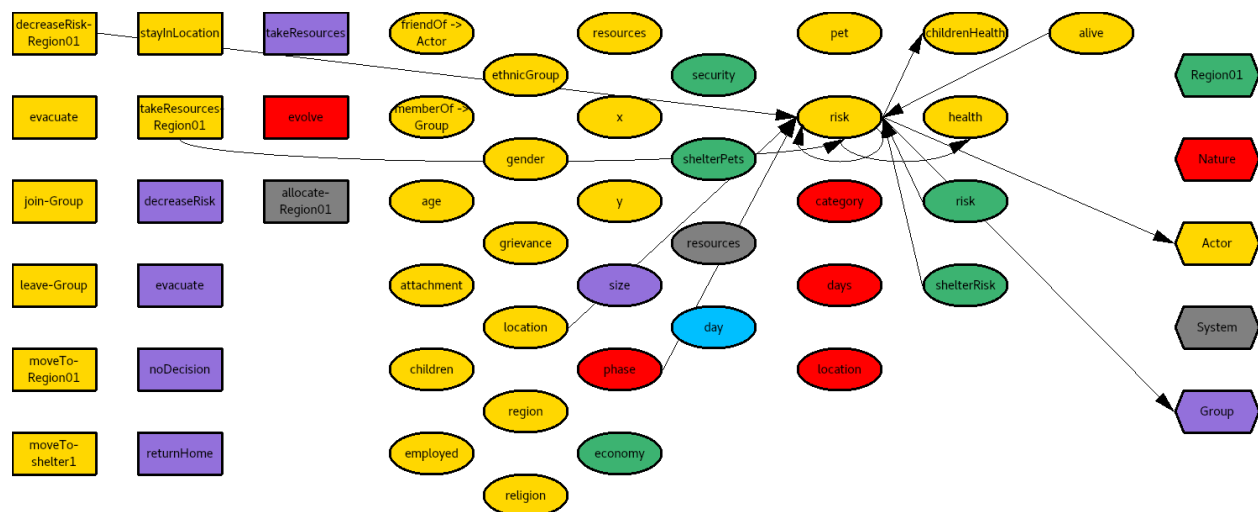 decreaseRisk-
Region01
stayInLocation
takeResources
friendOf ->
Actor
resources
pet
childrenHealth
alive
ethnicGroup
security
Region01
evacuate
takeResources-
Region01
evolve
memberOf ->
Group
x
risk
health
gender
shelterPets
Nature
join-Group
decreaseRisk
allocate-
Region01
age
y
category
risk
grievance
resources
Actor
leave-Group
evacuate
attachment
size
days
shelterRisk
location
day
System
moveTo-
Region01
noDecision
children
phase
location
region
Group
moveTo-
shelter1
returnHome
employed
economy
religion